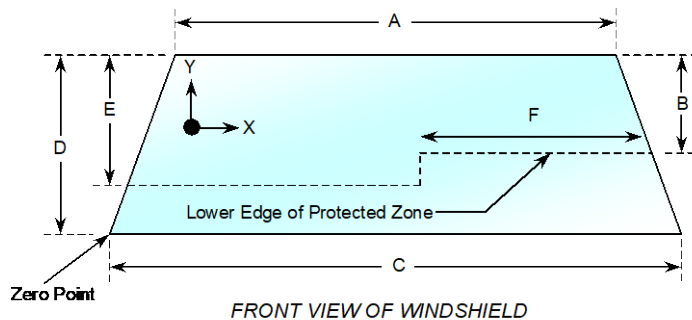 A
Y
B
E
F
X
D
Lower Edge of Protected Zone
C
Zero Point
FRONT VIEW OF WINDSHIELD